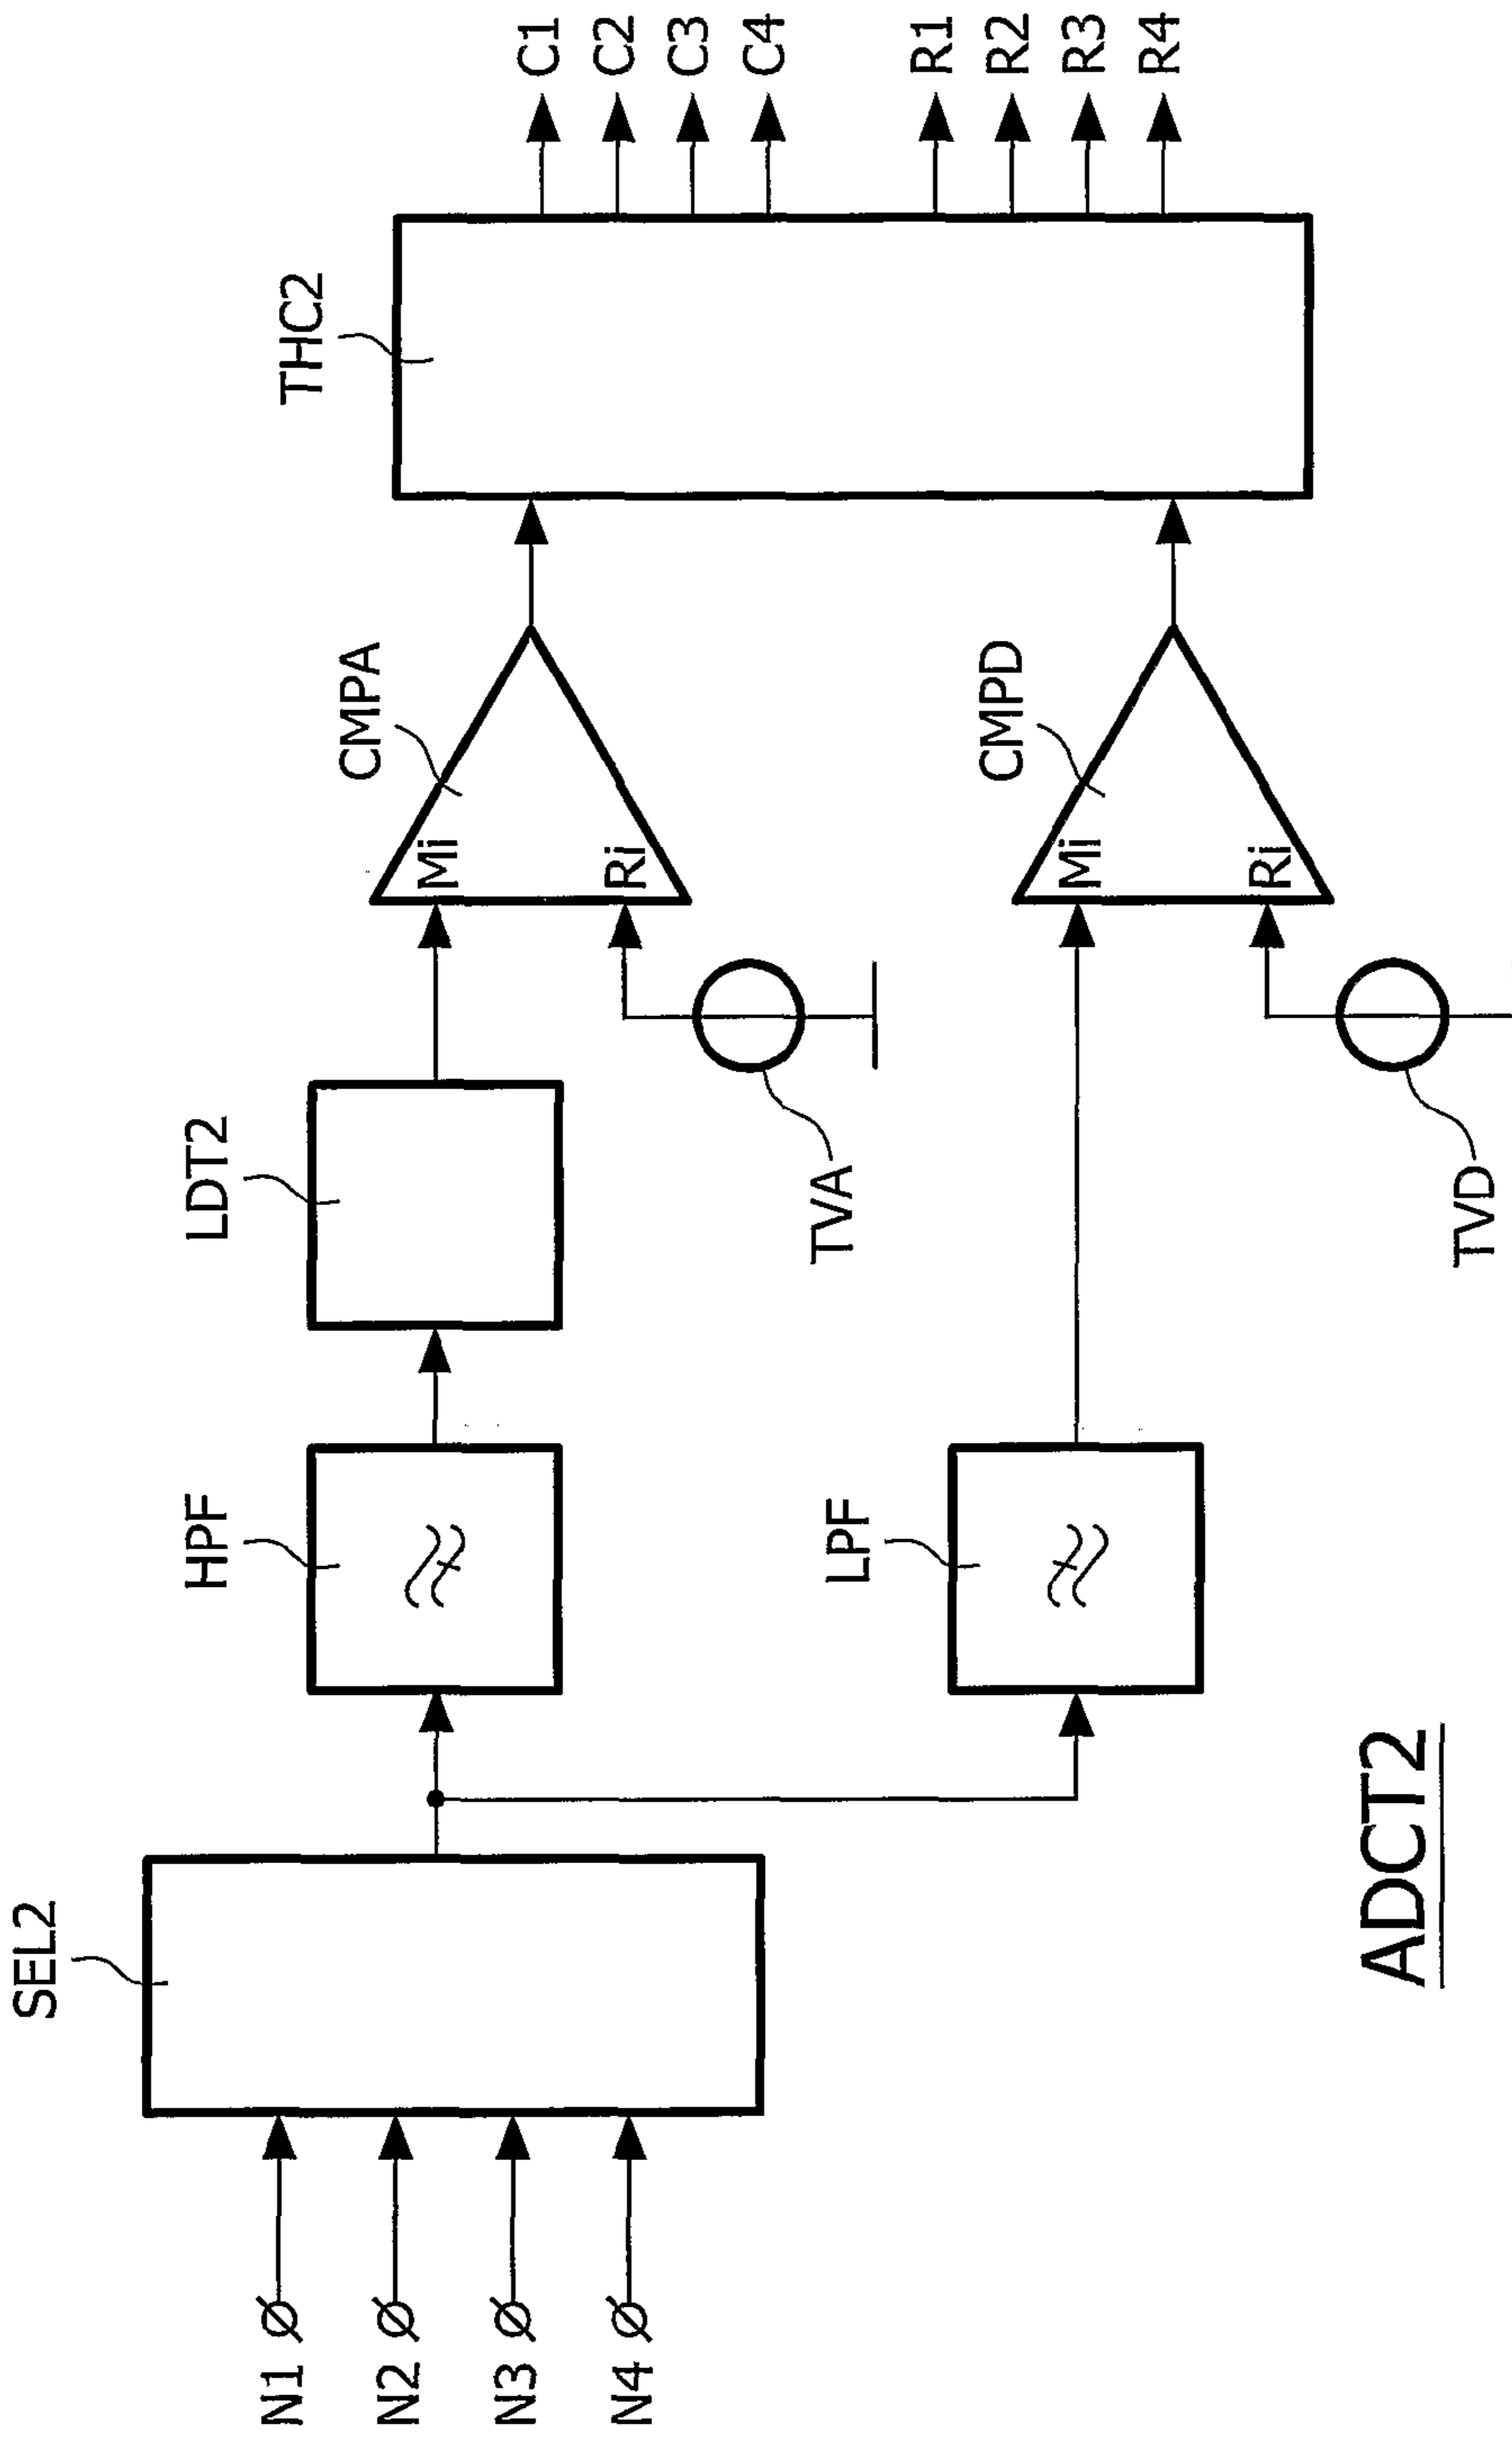 SEL2
N1
N2
N3
N4
HPF
LPF
LDT2
TVA
TVD
CMPA
Mi
Ri
CMPD
Mi
Ri
THC2
C1
C2
C3
C4
R1
R2
R3
R4
ADCT2